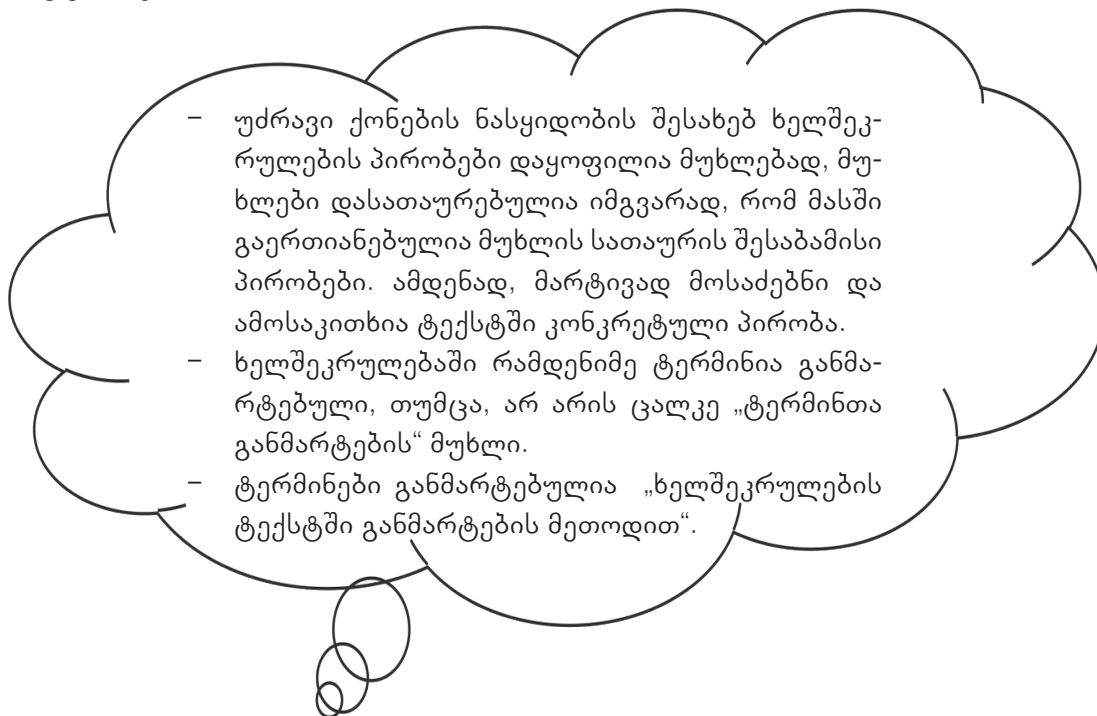 – უძრავი ქონების ნასყიდობის შესახებ ხელშეკ-
რულების პირობები დაყოფილია მუხლებად, მუ-
ხლები დასათაურებულია იმგვარად, რომ მასში
გაერთიანებულია მუხლის სათაურის შესაბამისი
პირობები. ამდენად, მარტივად მოსაძებნი და
ამოსაკითხია ტექსტში კონკრეტული პირობა.
– ხელშეკრულებაში რამდენიმე ტერმინია განმა-
რტებული, თუმცა, არ არის ცალკე „ტერმინთა
განმარტების“ მუხლი.
– ტერმინები განმარტებულია „ხელშეკრულების
ტექსტში განმარტების მეთოდით“.